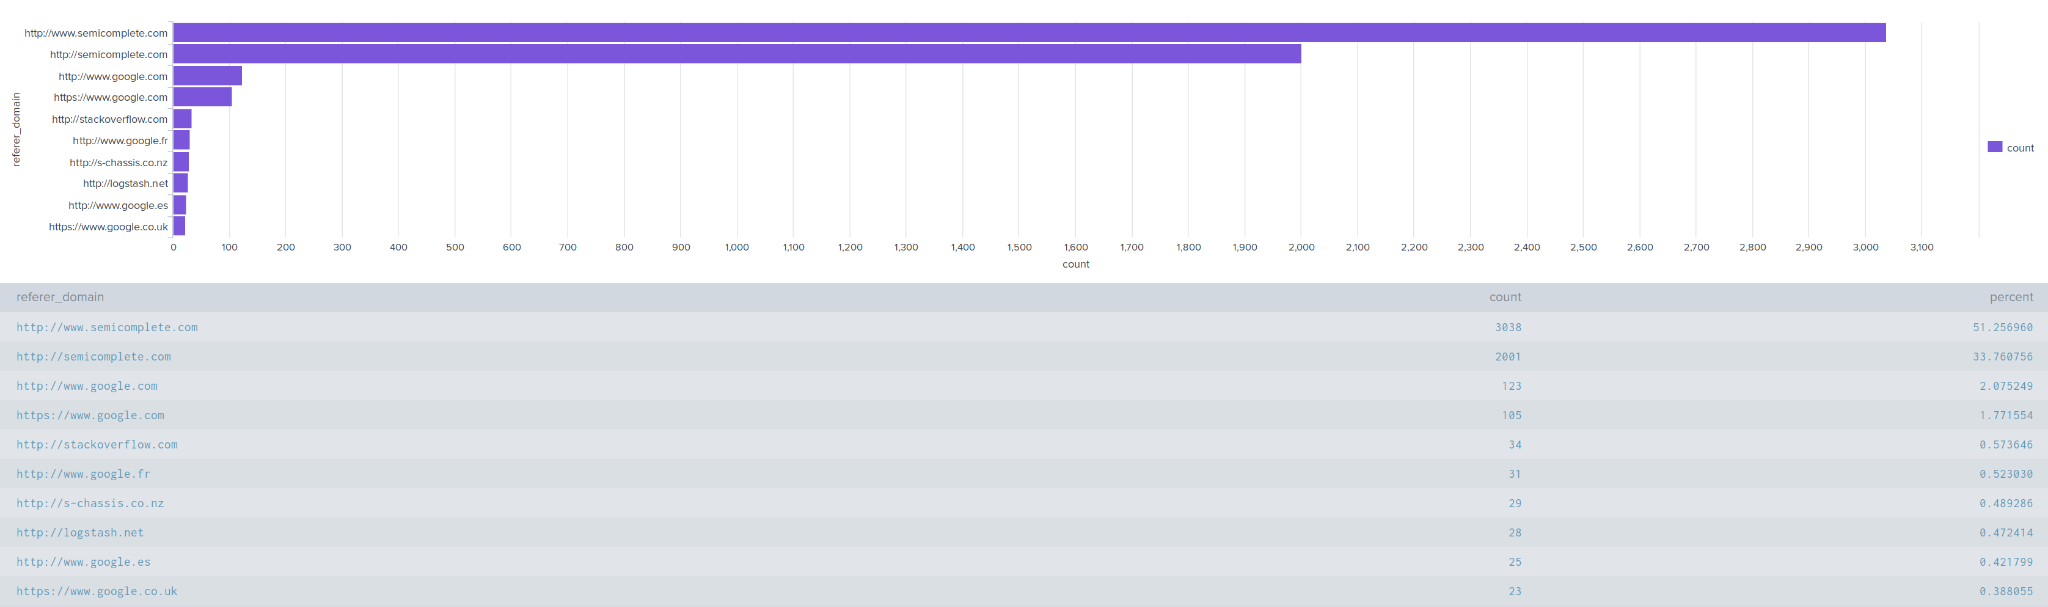 referer_domain
http://www.semicomplete.com
http://semicomplete.com
http://www.google.com
https://www.google.com
http://stackoverflow.com
http://www.google.fr
http://s-chassis.co.nz
http://logstash.net
http://www.google.es
https://www.google.co.uk
0 100 200 300 400 500 600 700 800 900 1,000 1,100 1,200 1,300 1,400 1,500 1,600 1,700 1,800 1,900 2,000 2,100 2,200 2,300 2,400 2,500 2,600 2,700 2,800 2,900 3,000 3,100
count
count
referer_domain count percent
http://www.semicomplete.com 3038 51.256960
http://semicomplete.com 2001 33.760756
http://www.google.com 123 2.075249
https://www.google.com 105 1.771554
http://stackoverflow.com 34 0.573646
http://www.google.fr 31 0.523030
http://s-chassis.co.nz 29 0.489286
http://logstash.net 28 0.472414
http://www.google.es 25 0.421799
https://www.google.co.uk 23 0.388055